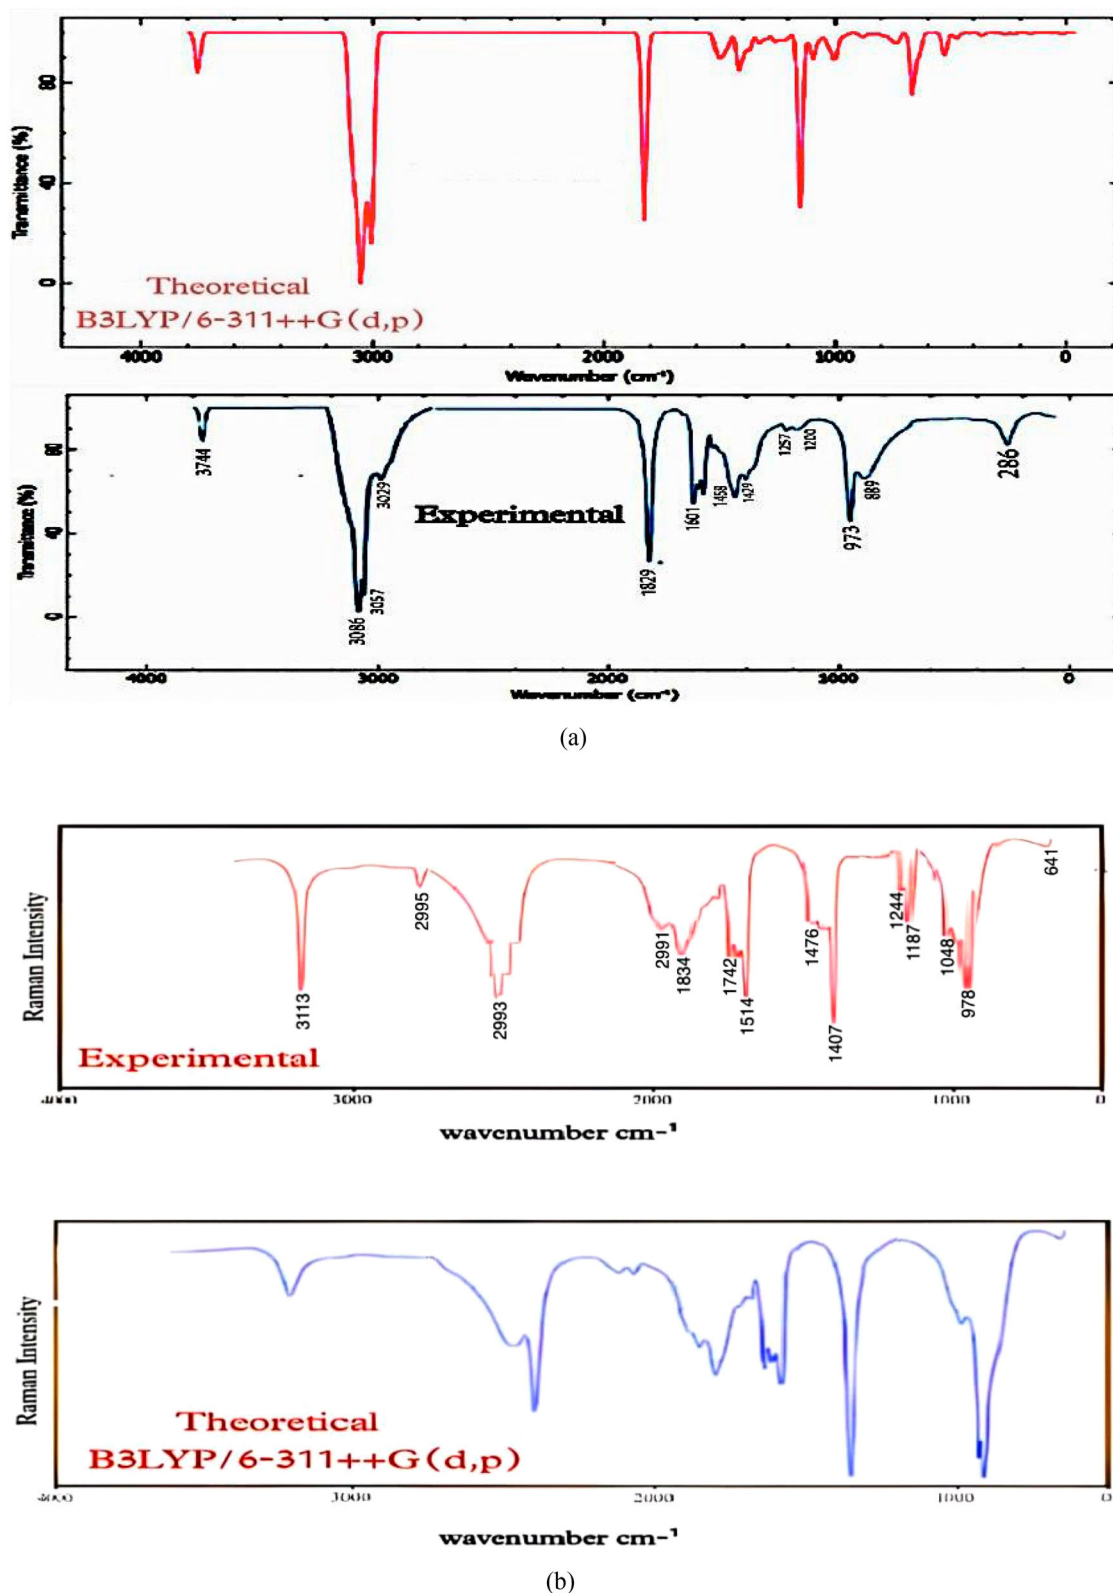 80
40
0
Transmittance (%)
Theoretical
B3LYP/6-311++G(d,p)
4000 3000 2000 1000 0
Wavenumber (cm⁻¹)
80
40
0
Transmittance (%)
3744
3086
3057
3029
Experimental
1829
1601
1458
1429
1257
1200
973
889
286
4000 3000 2000 1000 0
Wavenumber (cm⁻¹)
(a)
Raman Intensity
3113
2995
2993
2991
1834
1742
1514
1476
1407
1244
1187
1048
978
641
Experimental
4000 3000 2000 1000 0
wavenumber cm-¹
Raman Intensity
Theoretical
B3LYP/6-311++G(d,p)
4000 3000 2000 1000 0
wavenumber cm-¹
(b)